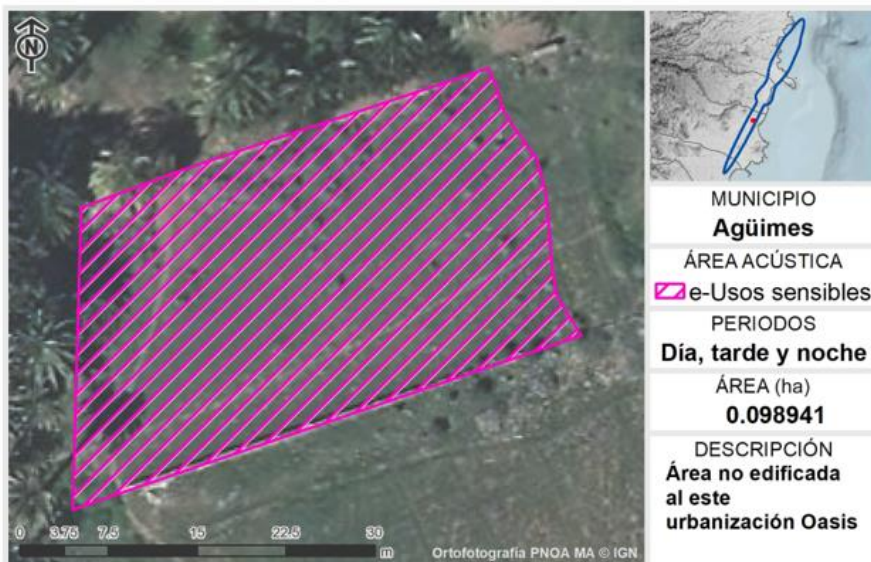 N
MUNICIPIO
Agüimes
ÁREA ACÚSTICA
e-Usos sensibles
PERIODOS
Día, tarde y noche
ÁREA (ha)
0.098941
DESCRIPCIÓN
Área no edificada
al este
urbanización Oasis
0 3.75 7.5 15 22.5 30
m
Ortofotografía PNOA MA © IGN